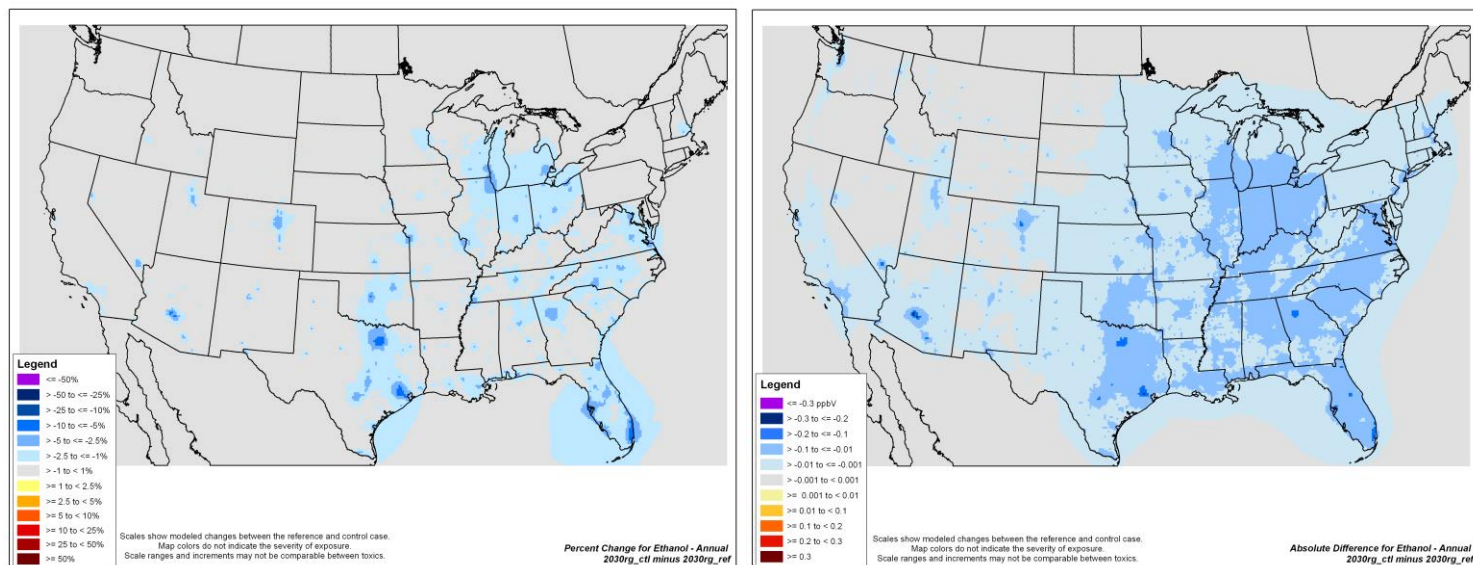 Legend
<= -50%
> -50 to <= -25%
> -25 to <= -10%
> -10 to <= -5%
> -5 to <= -2.5%
> -2.5 to <= -1%
> -1 to < 1%
>= 1 to < 2.5%
>= 2.5 to < 5%
>= 5 to < 10%
>= 10 to < 25%
>= 25 to < 50%
>= 50%
Scales show modeled changes between the reference and control case.
Map colors do not indicate the severity of exposure.
Scale ranges and increments may not be comparable between toxics.
Percent Change for Ethanol - Annual
2030rg_ctl minus 2030rg_ref
Legend
<= -0.3 ppbV
> -0.3 to <= -0.2
> -0.2 to <= -0.1
> -0.1 to <= -0.01
> -0.01 to <= -0.001
> -0.001 to < 0.001
>= 0.001 to < 0.01
>= 0.01 to < 0.1
>= 0.1 to < 0.2
>= 0.2 to < 0.3
>= 0.3
Scales show modeled changes between the reference and control case.
Map colors do not indicate the severity of exposure.
Scale ranges and increments may not be comparable between toxics.
Absolute Difference for Ethanol - Annual
2030rg_ctl minus 2030rg_ref